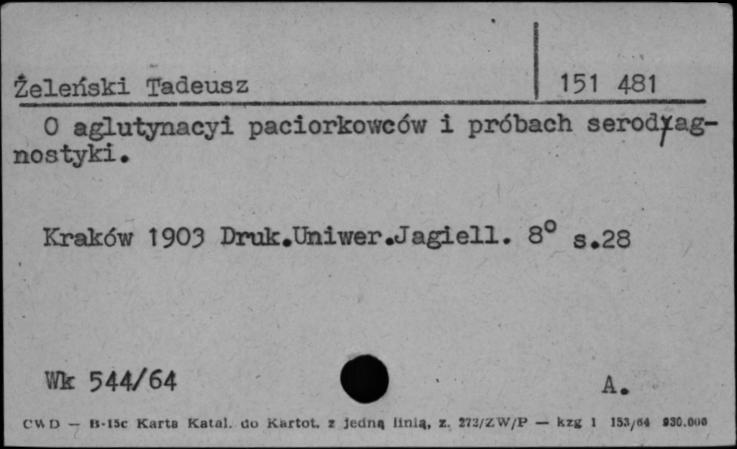 Żeleński Tadeusz 151 481
O aglutynacyi paciorkowców i próbach serodyag-
nostyki.
Kraków 1903 Druk.Uniwer.Jagiell. 8° s.28
Wk 544/64 A.
CWD — B-15c Karta Katal. do Kartot. z jedną linią, z. 273/ZW/P — kzg 1 153/64 930.000